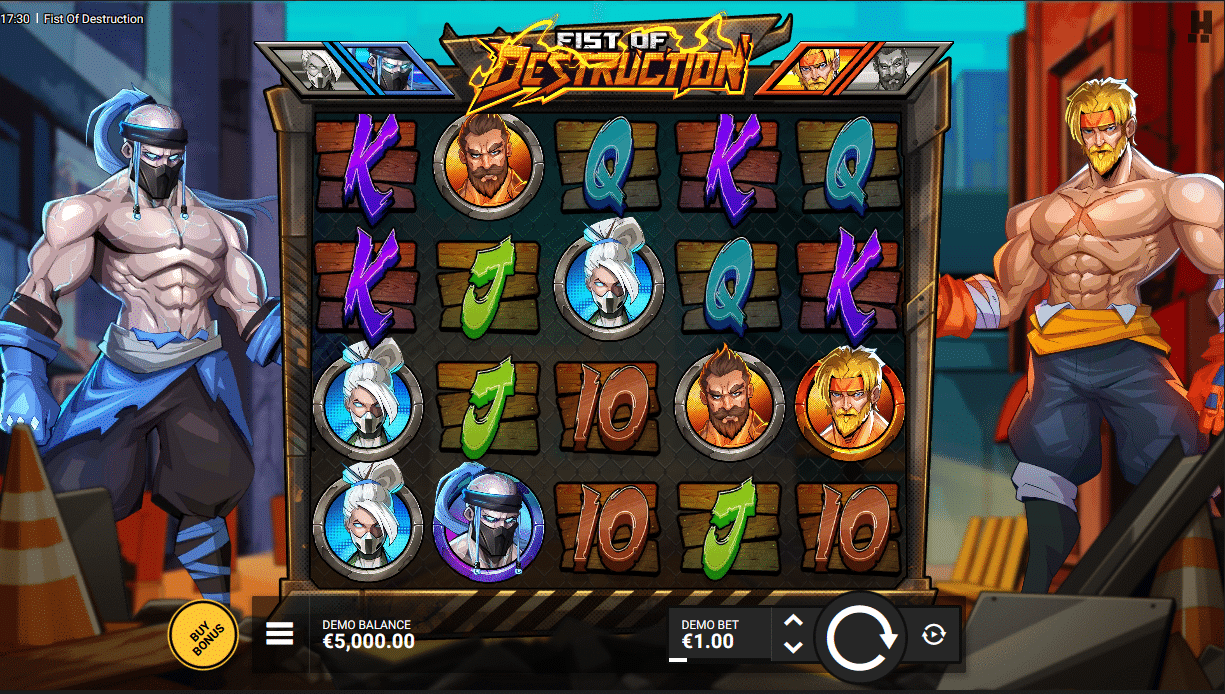 17:30 | Fist Of Destruction
FIST OF
DESTRUCTION
K Q K Q
K J Q K
J 10
10 J 10
BUY
BONUS
DEMO BALANCE
€5,000.00
DEMO BET
€1.00